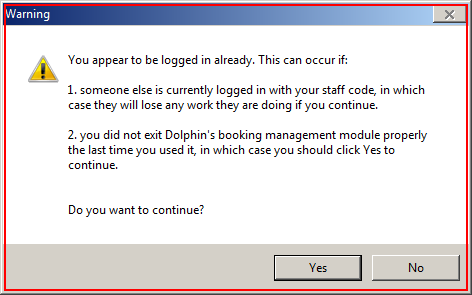 Warning
You appear to be logged in already. This can occur if:
1. someone else is currently logged in with your staff code, in which
case they will lose any work they are doing if you continue.
2. you did not exit Dolphin's booking management module properly
the last time you used it, in which case you should click Yes to
continue.
Do you want to continue?
Yes
No